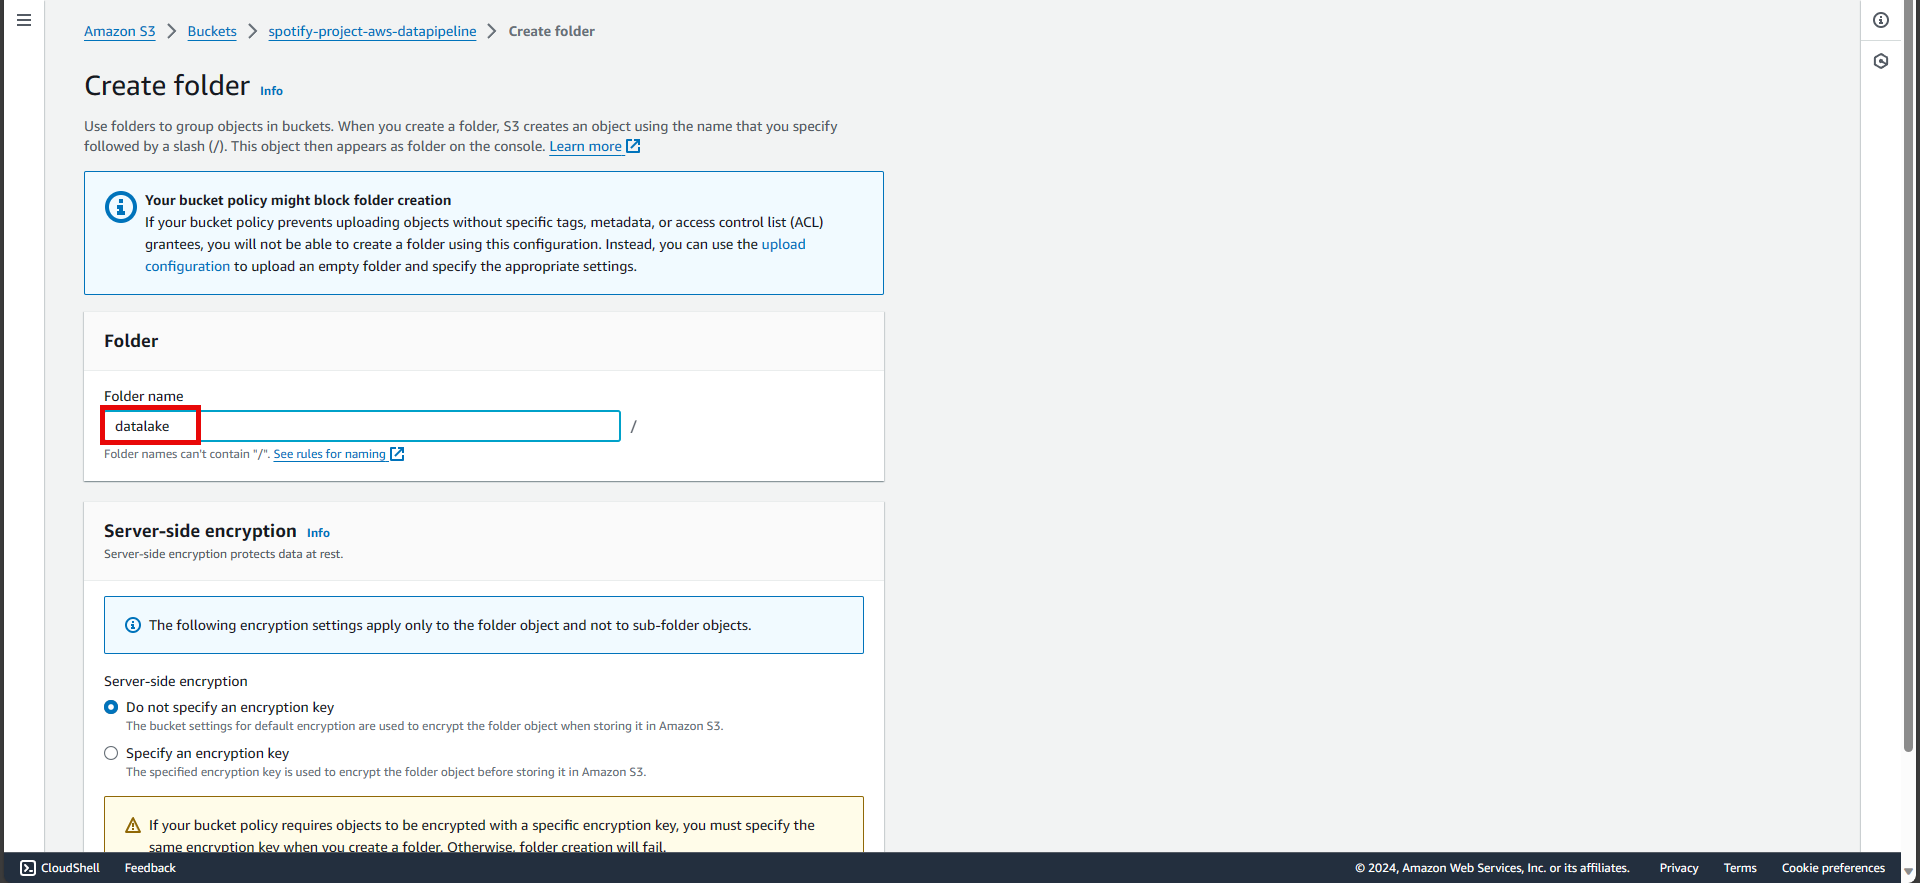 Amazon S3 > Buckets > spotify-project-aws-datapipeline > Create folder
Create folder Info
Use folders to group objects in buckets. When you create a folder, S3 creates an object using the name that you specify
followed by a slash (/). This object then appears as folder on the console. Learn more
Your bucket policy might block folder creation
If your bucket policy prevents uploading objects without specific tags, metadata, or access control list (ACL)
grantees, you will not be able to create a folder using this configuration. Instead, you can use the upload
configuration to upload an empty folder and specify the appropriate settings.
Folder
Folder name
datalake /
Folder names can't contain "/". See rules for naming
Server-side encryption Info
Server-side encryption protects data at rest.
The following encryption settings apply only to the folder object and not to sub-folder objects.
Server-side encryption
Do not specify an encryption key
The bucket settings for default encryption are used to encrypt the folder object when storing it in Amazon S3.
Specify an encryption key
The specified encryption key is used to encrypt the folder object before storing it in Amazon S3.
If your bucket policy requires objects to be encrypted with a specific encryption key, you must specify the
same encryption key when you create a folder. Otherwise, folder creation will fail.
CloudShell Feedback © 2024, Amazon Web Services, Inc. or its affiliates. Privacy Terms Cookie preferences